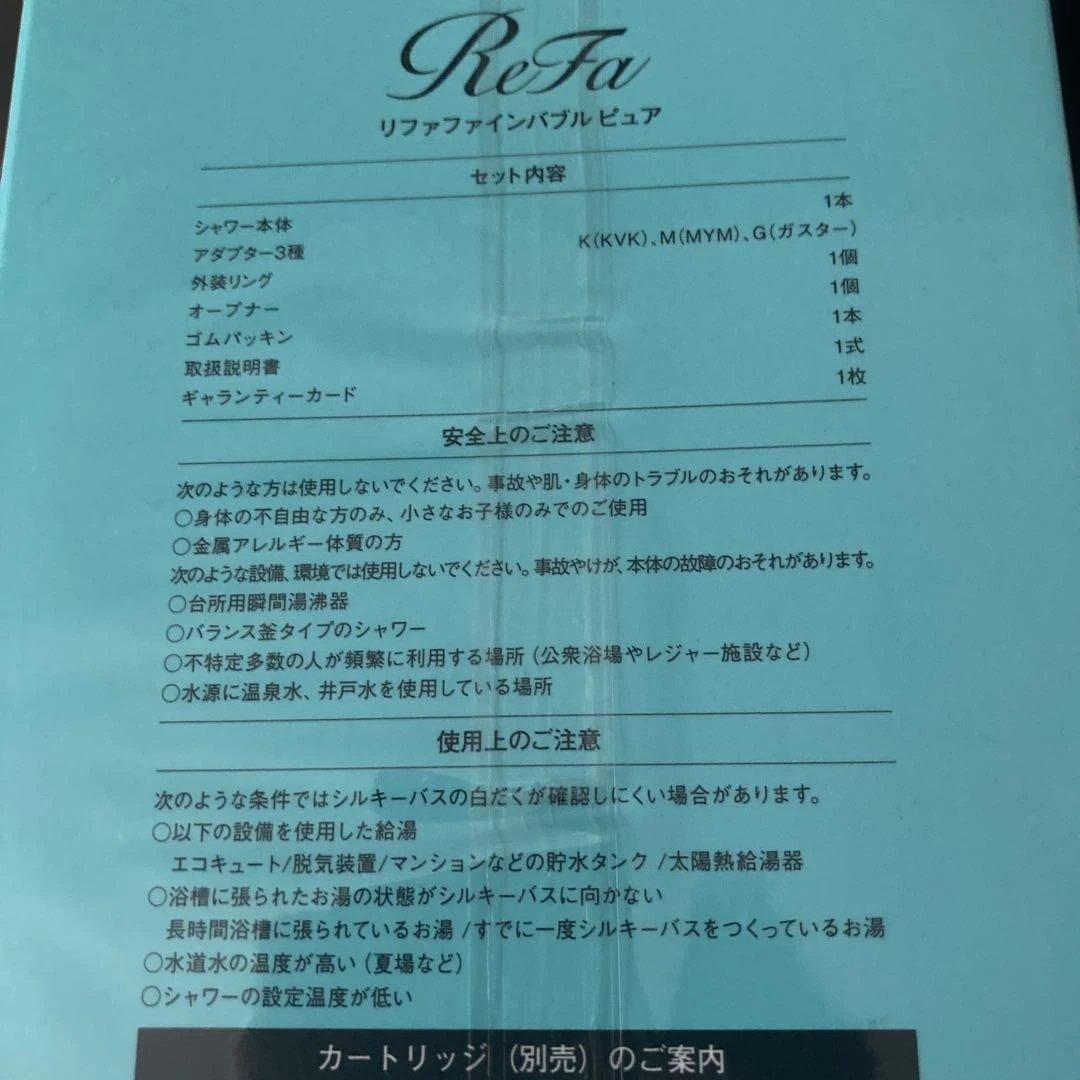 ReFa
リファファインバブル ピュア
セット内容
シャワー本体 1本
アダプター3種 K(KVK)、M(MYM)、G(ガスター)
外装リング 1個
オープナー 1個
ゴムパッキン 1本
取扱説明書 1式
ギャランティーカード 1枚
安全上のご注意
次のような方は使用しないでください。事故や肌・身体のトラブルのおそれがあります。
○身体の不自由な方のみ、小さなお子様のみでのご使用
○金属アレルギー体質の方
次のような設備、環境では使用しないでください。事故やけが、本体の故障のおそれがあります。
○台所用瞬間湯沸器
○バランス釜タイプのシャワー
○不特定多数の人が頻繁に利用する場所(公衆浴場やレジャー施設など)
○水源に温泉水、井戸水を使用している場所
使用上のご注意
次のような条件ではシルキーバスの白だくが確認しにくい場合があります。
○以下の設備を使用した給湯
エコキュート/脱気装置/マンションなどの貯水タンク /太陽熱給湯器
○浴槽に張られたお湯の状態がシルキーバスに向かない
長時間浴槽に張られているお湯 /すでに一度シルキーバスをつくっているお湯
○水道水の温度が高い(夏場など)
○シャワーの設定温度が低い
カートリッジ(別売)のご案内